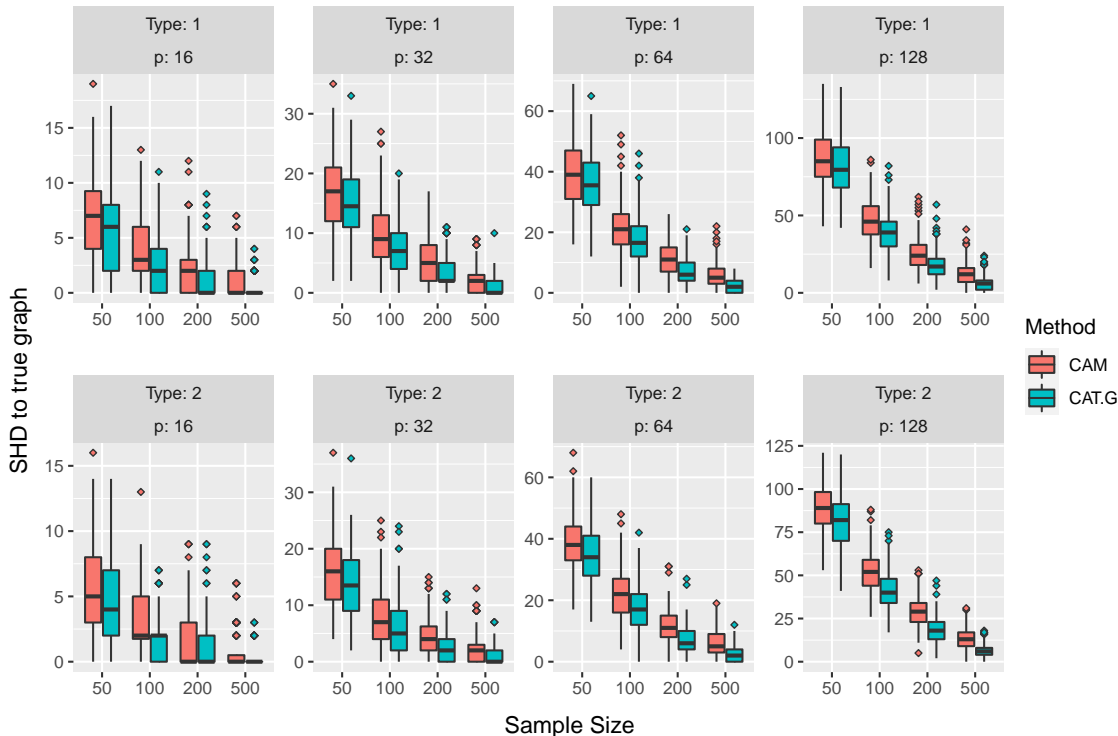 Type: 1
Type: 1
Type: 1
Type: 1
p: 16
p: 32
p: 64
p: 128
15
10
5
0
30
20
10
0
60
40
20
0
100
50
0
50 100 200 500
50 100 200 500
50 100 200 500
50 100 200 500
SHD to true graph
Type: 2
Type: 2
Type: 2
Type: 2
p: 16
p: 32
p: 64
p: 128
15
10
5
0
30
20
10
0
60
40
20
0
125
100
75
50
25
0
50 100 200 500
50 100 200 500
50 100 200 500
50 100 200 500
Sample Size
Method
CAM
CAT.G